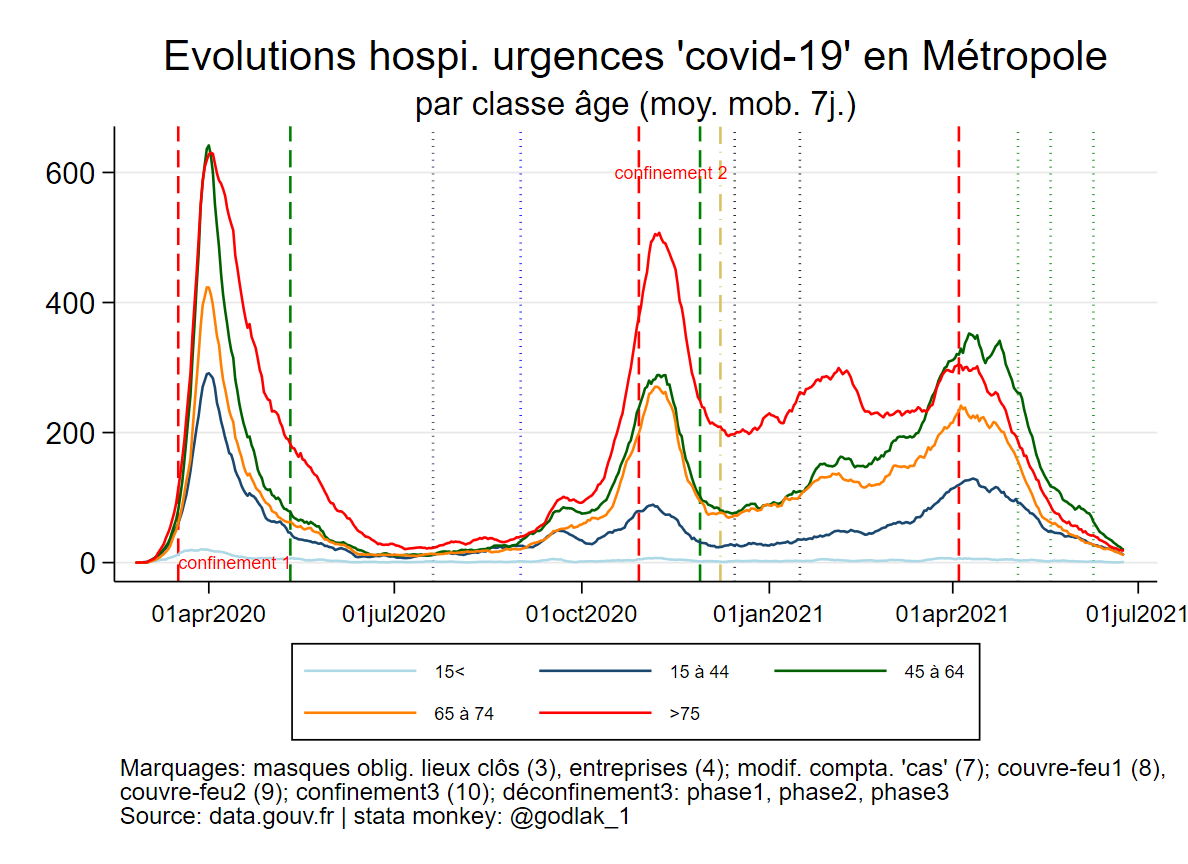 Evolutions hospi. urgences 'covid-19' en Métropole
par classe âge (moy. mob. 7j.)
600
400
200
0
confinement 2
confinement 1
01apr2020
01jul2020
01oct2020
01jan2021
01apr2021
01jul2021
15<
15 à 44
45 à 64
65 à 74
>75
Marquages: masques oblig. lieux clôs (3), entreprises (4); modif. compta. 'cas' (7); couvre-feu1 (8),
couvre-feu2 (9); confinement3 (10); déconfinement3: phase1, phase2, phase3
Source: data.gouv.fr | stata monkey: @godlak_1